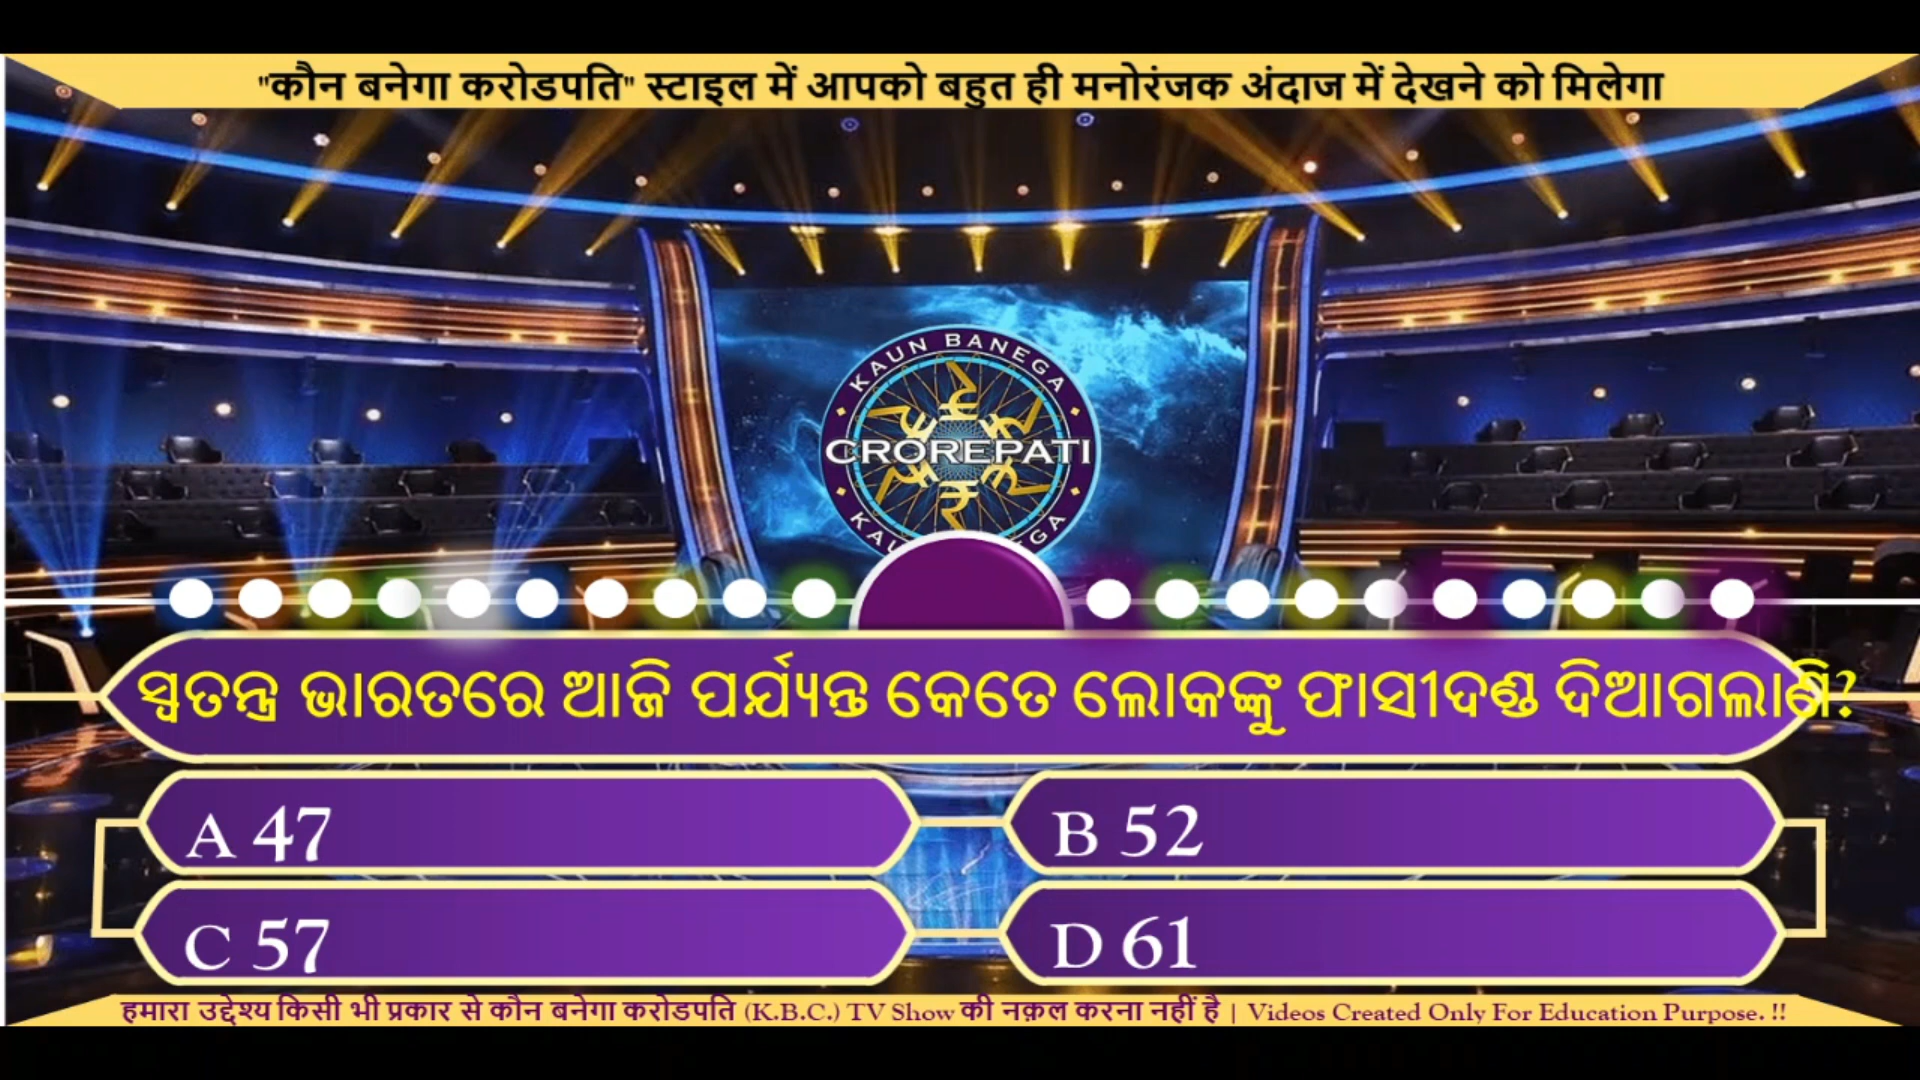 "कौन बनेगा करोडपति" स्टाइल में आपको बहुत ही मनोरंजक अंदाज में देखने को मिलेगा
KAUN BANEGA
CROREPATI
ସ୍ୱତନ୍ତ୍ର ଭାରତରେ ଆଜି ପର୍ଯ୍ୟନ୍ତ କେତେ ଲୋକଙ୍କୁ ଫାସୀଦଣ୍ଡ ଦିଆଗଲାଣି?
A 47
B 52
C 57
D 61
हमारा उद्देश्य किसी भी प्रकार से कौन बनेगा करोडपति (K.B.C.) TV Show की नक़ल करना नहीं है | Videos Created Only For Education Purpose. !!